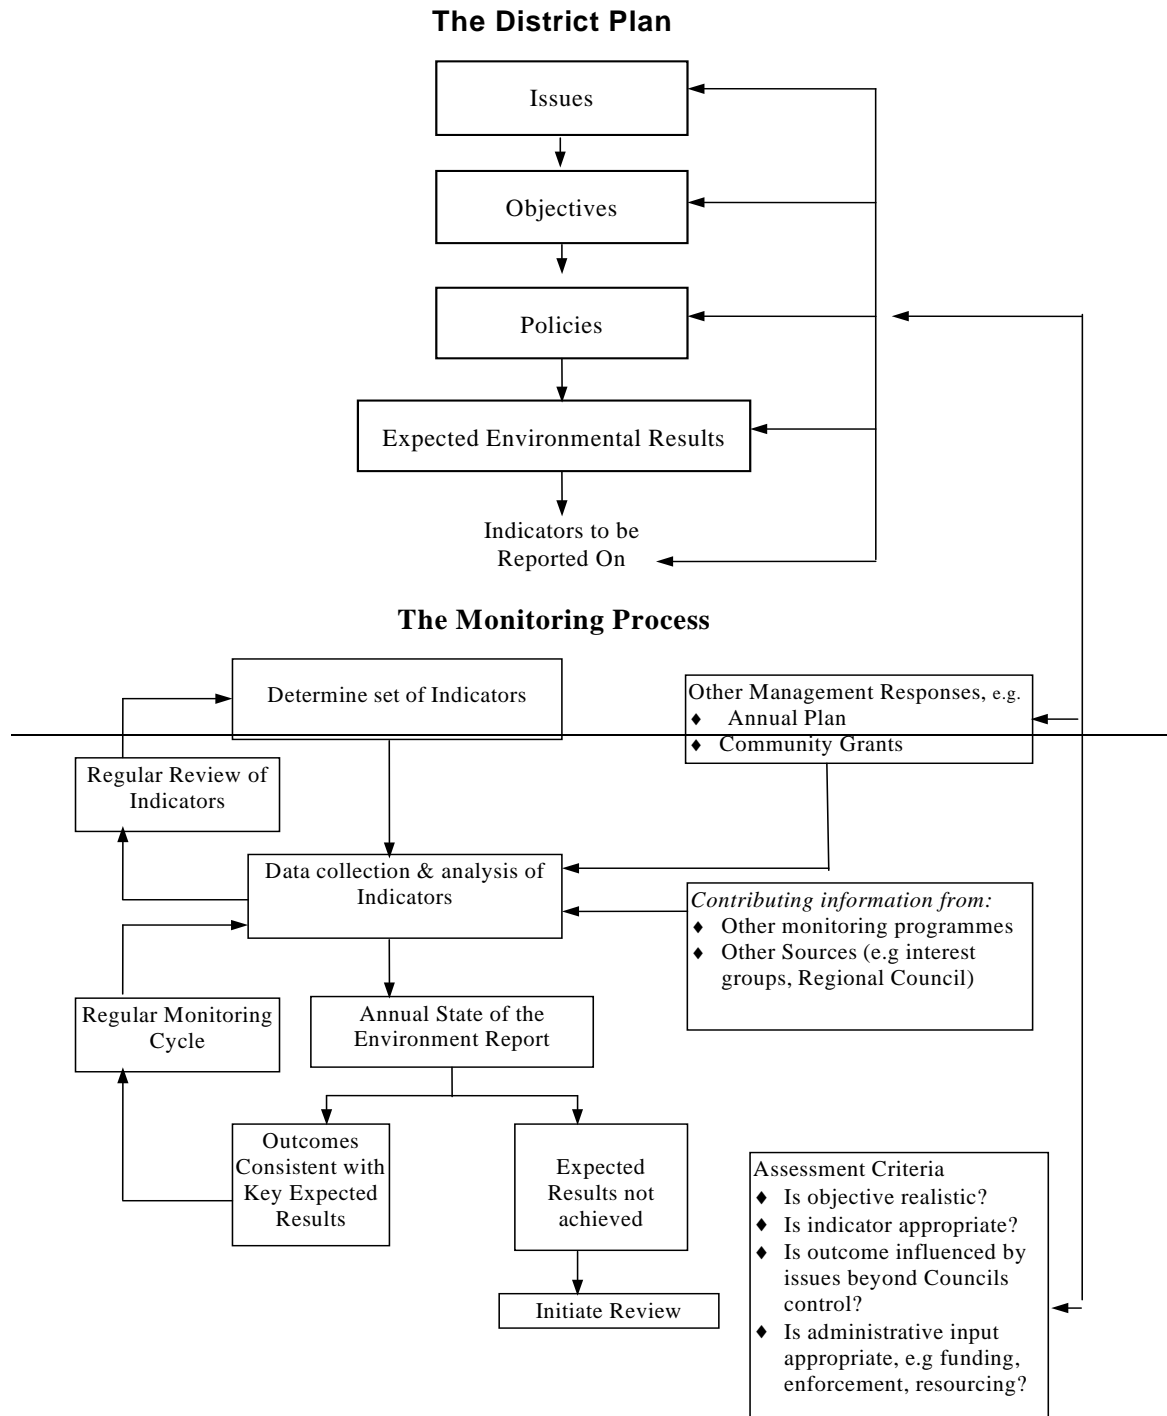 The District Plan
Issues
Objectives
Policies
Expected Environmental Results
Indicators to be
Reported On
The Monitoring Process
Determine set of Indicators
Other Management Responses, e.g.
♦ Annual Plan
♦ Community Grants
Regular Review of
Indicators
Data collection & analysis of
Indicators
Contributing information from:
♦ Other monitoring programmes
♦ Other Sources (e.g interest
groups, Regional Council)
Regular Monitoring
Cycle
Annual State of the
Environment Report
Outcomes
Consistent with
Key Expected
Results
Expected
Results not
achieved
Initiate Review
Assessment Criteria
♦ Is objective realistic?
♦ Is indicator appropriate?
♦ Is outcome influenced by
issues beyond Councils
control?
♦ Is administrative input
appropriate, e.g funding,
enforcement, resourcing?